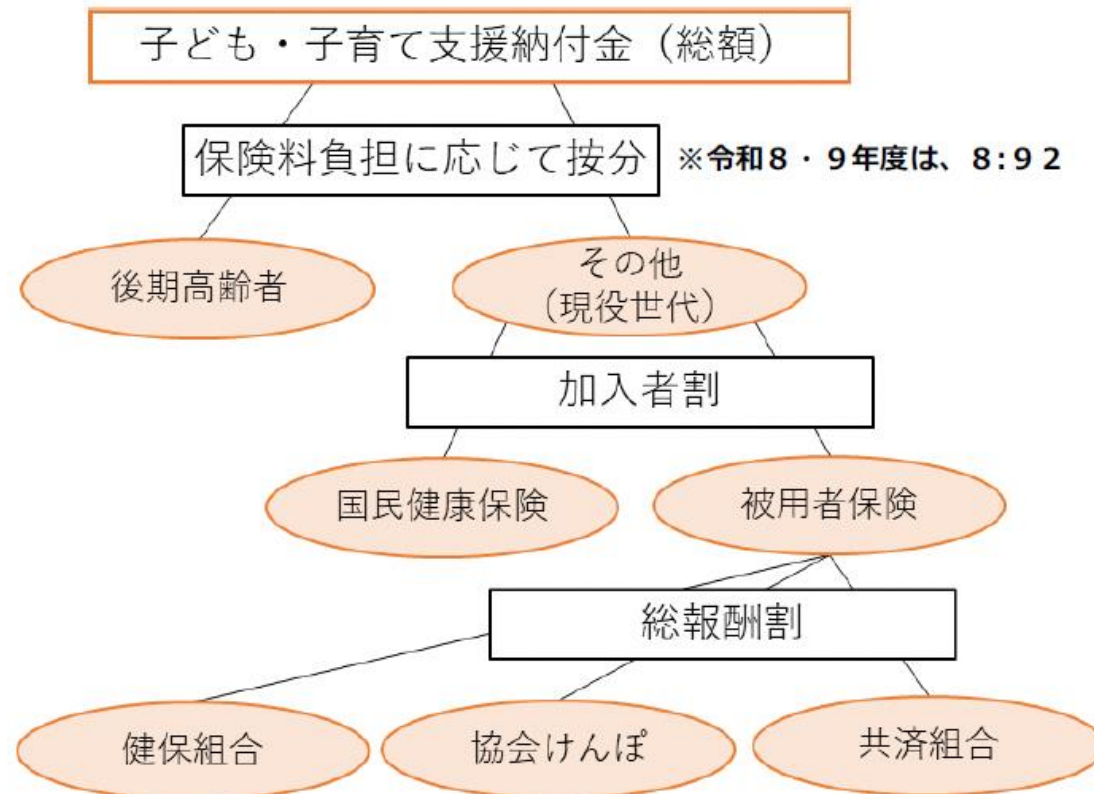 子ども・子育て支援納付金（総額）
保険料負担に応じて按分
※令和８・９年度は、８:９２
後期高齢者
その他
（現役世代）
加入者割
国民健康保険
被用者保険
総報酬割
健保組合
協会けんぽ
共済組合